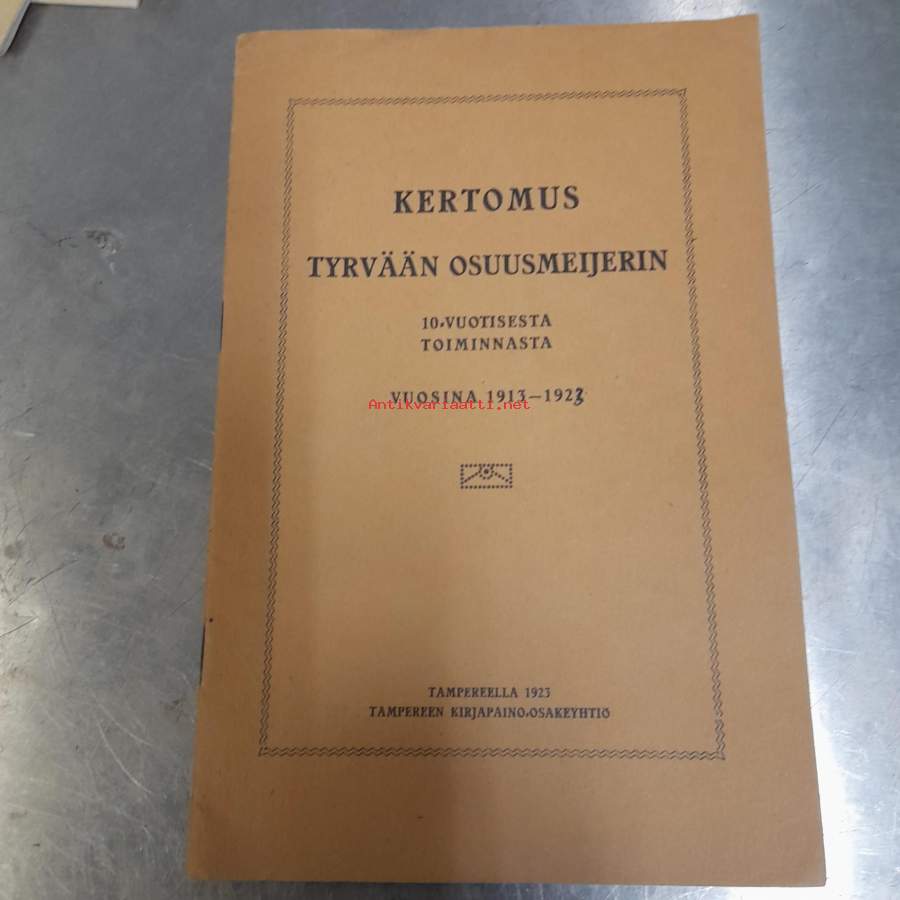 KERTOMUS
TYRVÄÄN OSUUSMEIJERIN
10-VUOTISESTA
TOIMINNASTA
VUOSINA 1913—1923
Antikvariaatti.net
TAMPEREELLA 1923
TAMPEREEN KIRJAPAINO-OSAKEYHTIÖ